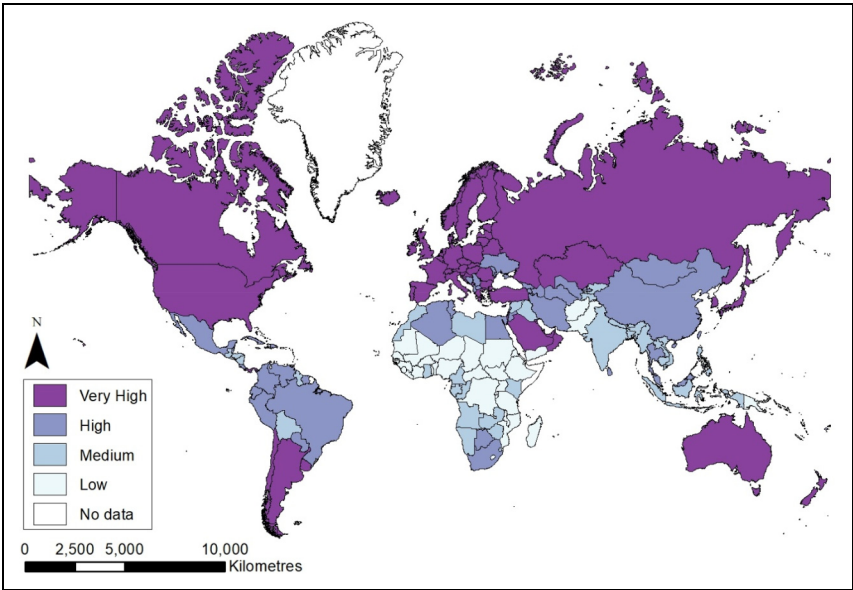 N
Very High
High
Medium
Low
No data
0 2,500 5,000 10,000
Kilometres